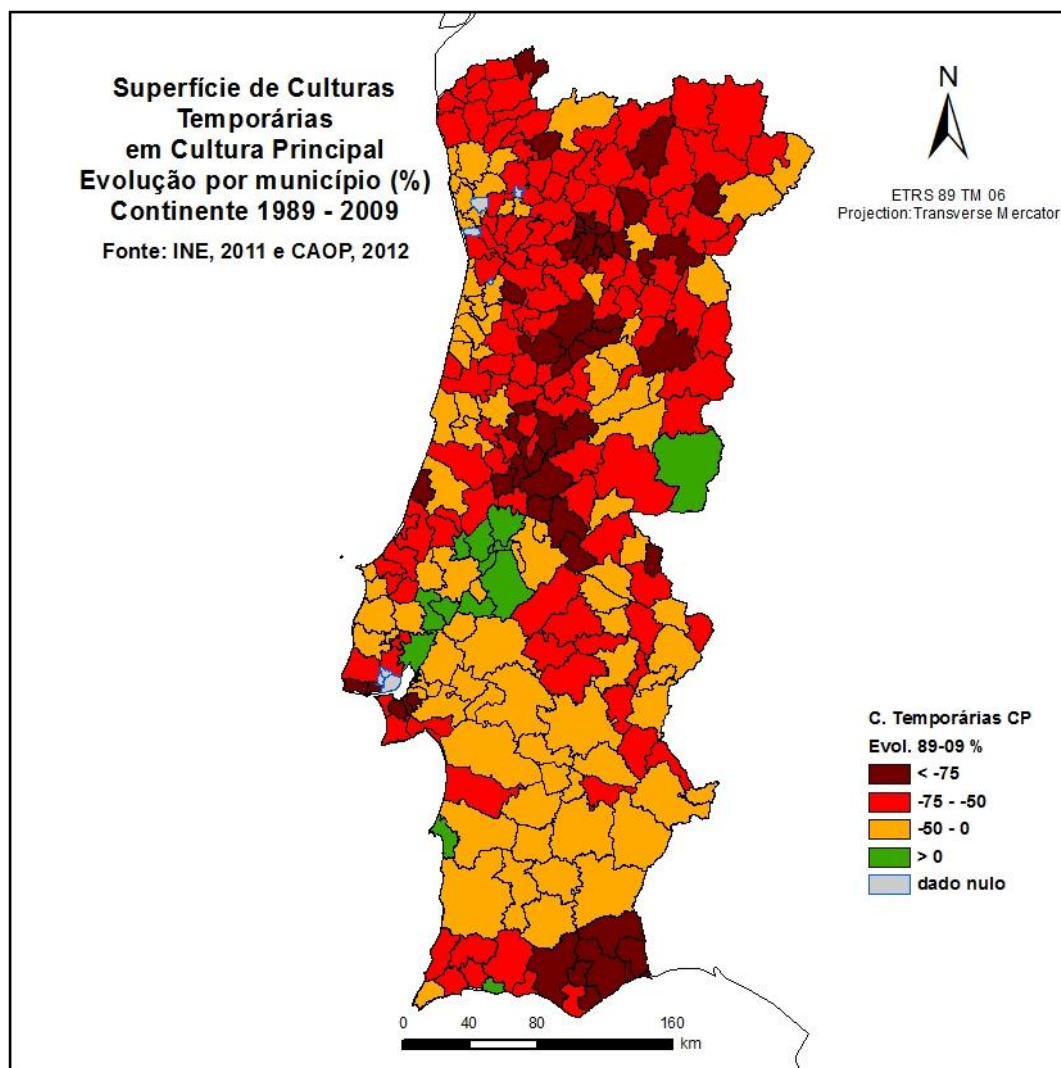 Superfície de Culturas
Temporárias
em Cultura Principal
Evolução por município (%)
Continente 1989 - 2009
Fonte: INE, 2011 e CAOP, 2012
N
ETRS 89 TM 06
Projection:Transverse Mercator
C. Temporárias CP
Evol. 89-09 %
< -75
-75 - -50
-50 - 0
> 0
dado nulo
0 40 80 160
km